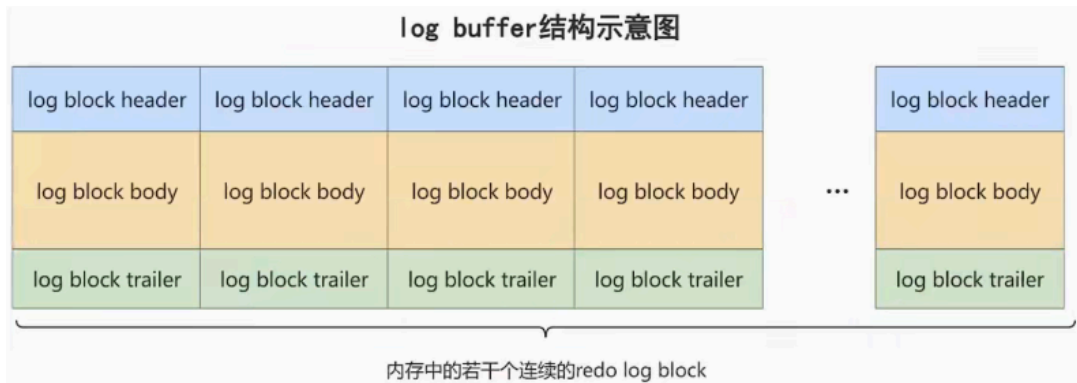 log buffer结构示意图
log block header log block header log block header log block header log block header
log block body log block body log block body log block body ... log block body
log block trailer log block trailer log block trailer log block trailer log block trailer
内存中的若干个连续的redo log block